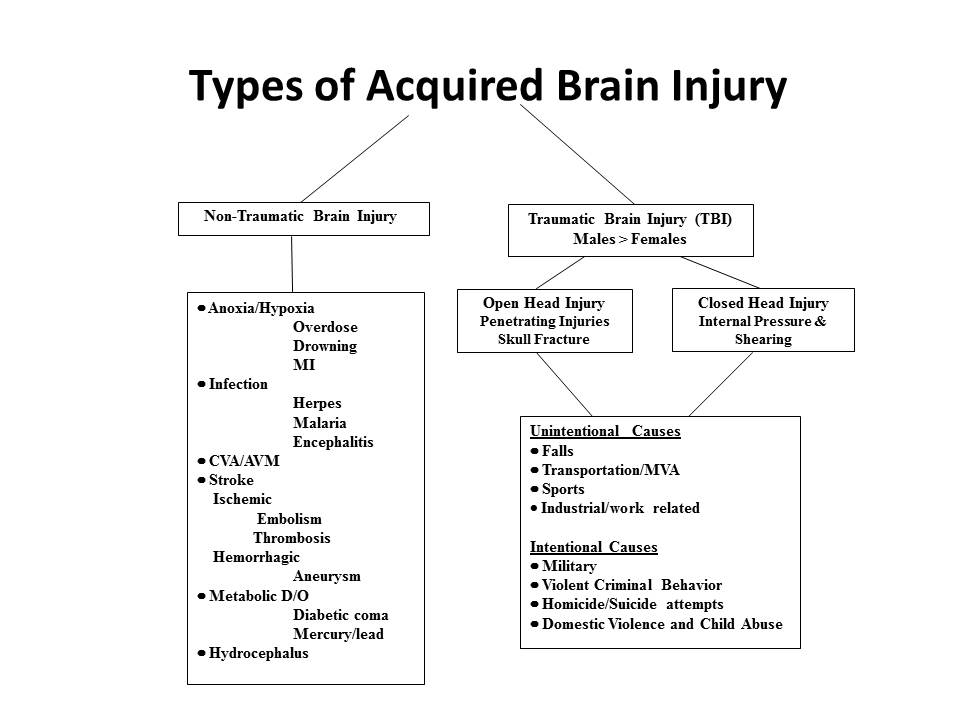 Types of Acquired Brain Injury
Non-Traumatic Brain Injury
● Anoxia/Hypoxia
Overdose
Drowning
MI
● Infection
Herpes
Malaria
Encephalitis
● CVA/AVM
● Stroke
Ischemic
Embolism
Thrombosis
Hemorrhagic
Aneurysm
● Metabolic D/O
Diabetic coma
Mercury/lead
● Hydrocephalus
Traumatic Brain Injury (TBI)
Males > Females
Open Head Injury
Penetrating Injuries
Skull Fracture
Closed Head Injury
Internal Pressure &
Shearing
Unintentional Causes
● Falls
● Transportation/MVA
● Sports
● Industrial/work related
Intentional Causes
● Military
● Violent Criminal Behavior
● Homicide/Suicide attempts
● Domestic Violence and Child Abuse